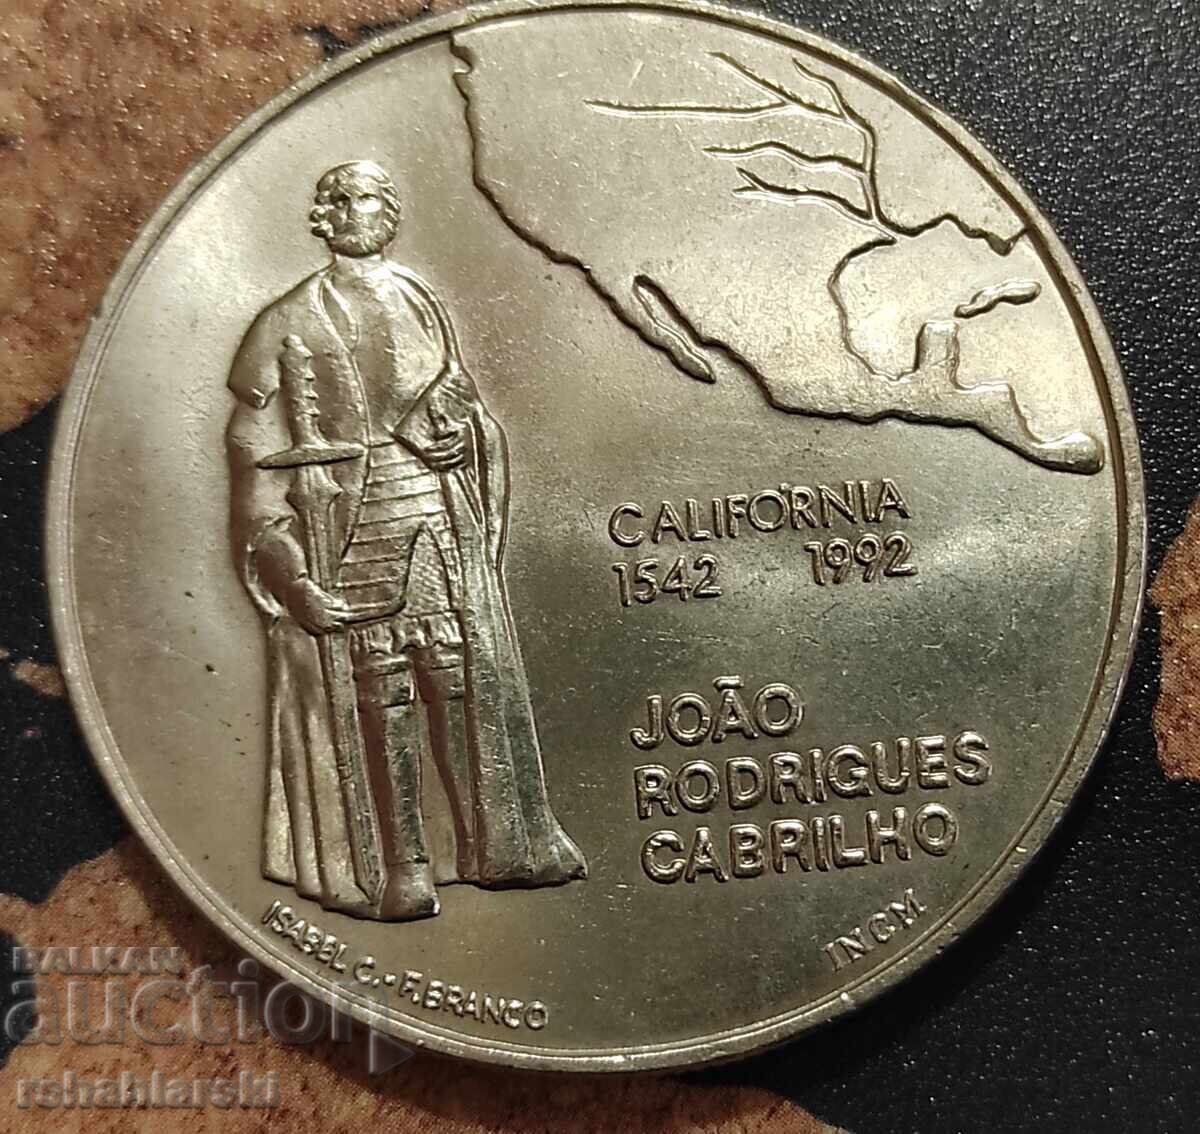 CALIFÓRNIA
1542 1992
JOÃO
RODRIGUES
CABRILHO
ISABEL C. - F. BRANCO
INCM
BALKAN
auction
rshahlarski